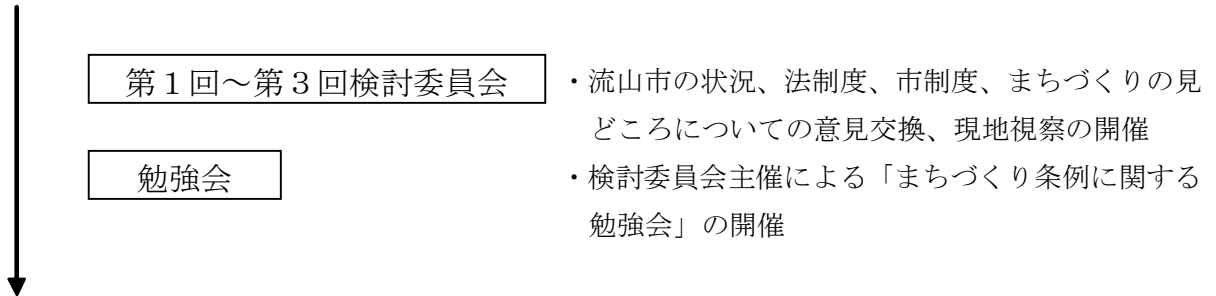 第１回～第３回検討委員会
・流山市の状況、法制度、市制度、まちづくりの見
どころについての意見交換、現地視察の開催
勉強会
・検討委員会主催による「まちづくり条例に関する
勉強会」の開催